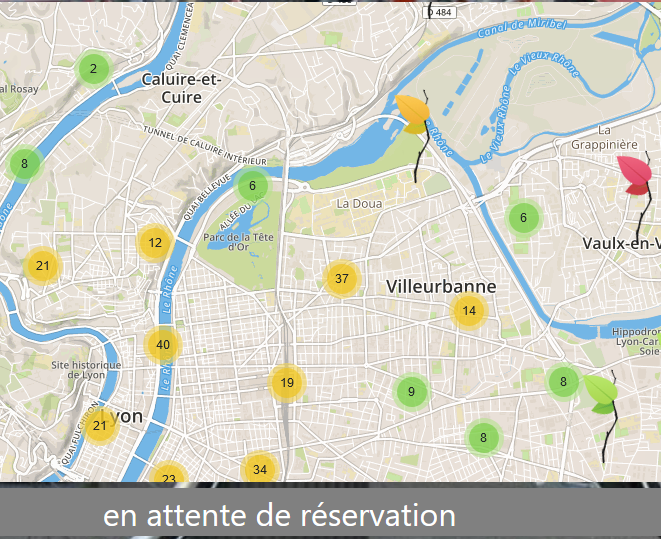 D 484
Canal de Miribel
QUAI CLEMENCEA
2
Caluire-et-
Cuire
al Rosay
Le Vieux-Rhône
Le Vieux Rhône
Rhône
La
Grappinière
TUNNEL DE CALUIRE INTÉRIEUR
8
6
QUAI BELLEVUE
ALLÉE DU
La Doua
6
Parc de la Tête
d'Or
12
Vaulx-en-V
21
37
Le Rhône
Villeurbanne
14
Hippodrom
Lyon-Car
Soie
40
Site historique
de Lyon
19
9
8
Lyon
21
QUAI FULCHIRON
8
34
23
en attente de réservation